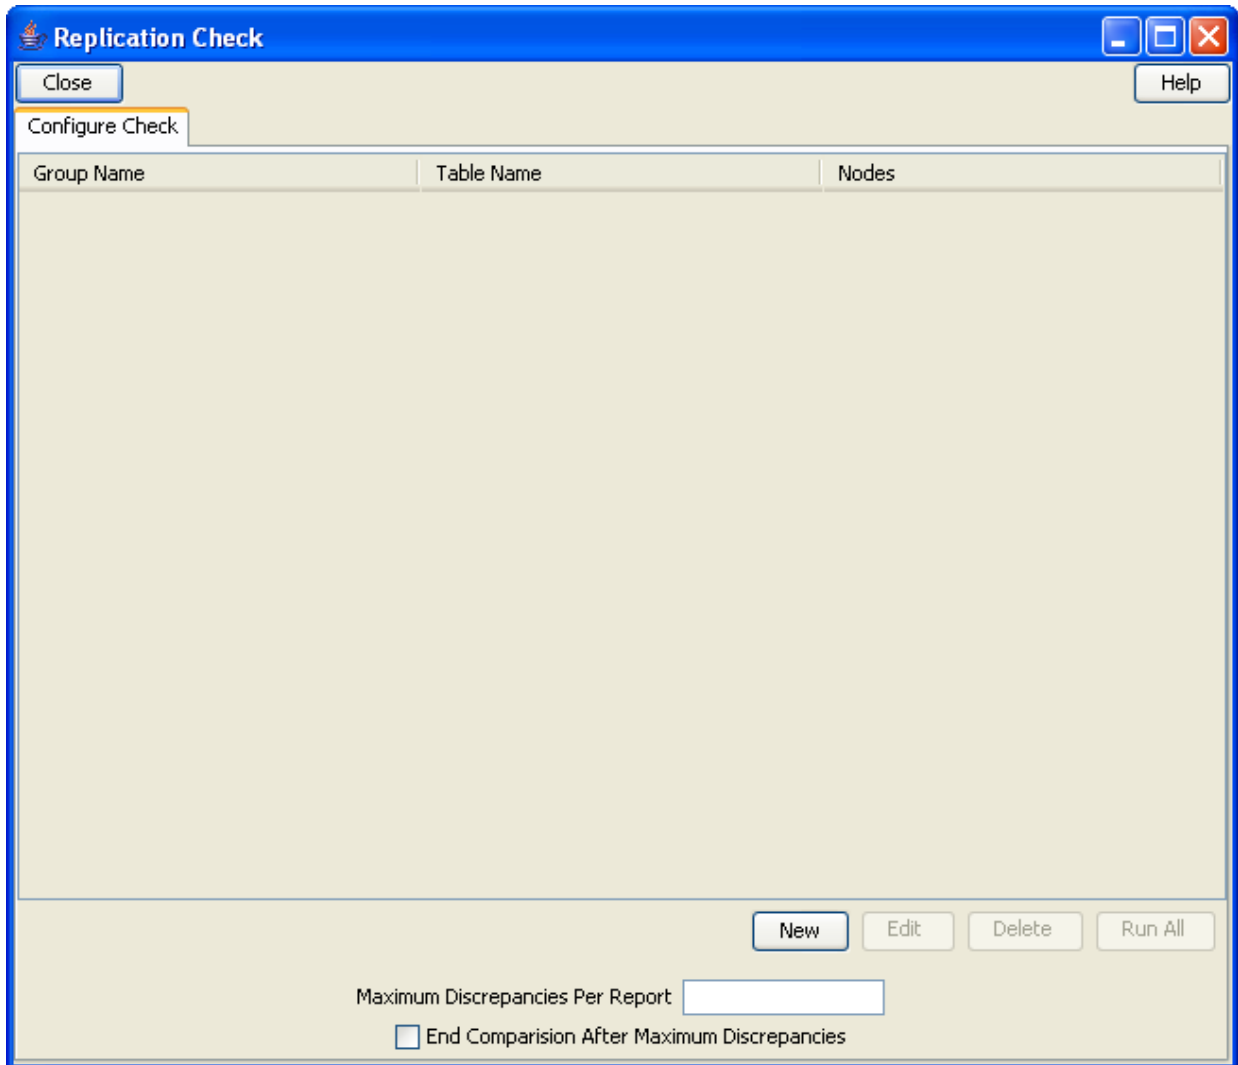 Replication Check
Close Help
Configure Check
Group Name Table Name Nodes
New Edit Delete Run All
Maximum Discrepancies Per Report
End Comparision After Maximum Discrepancies